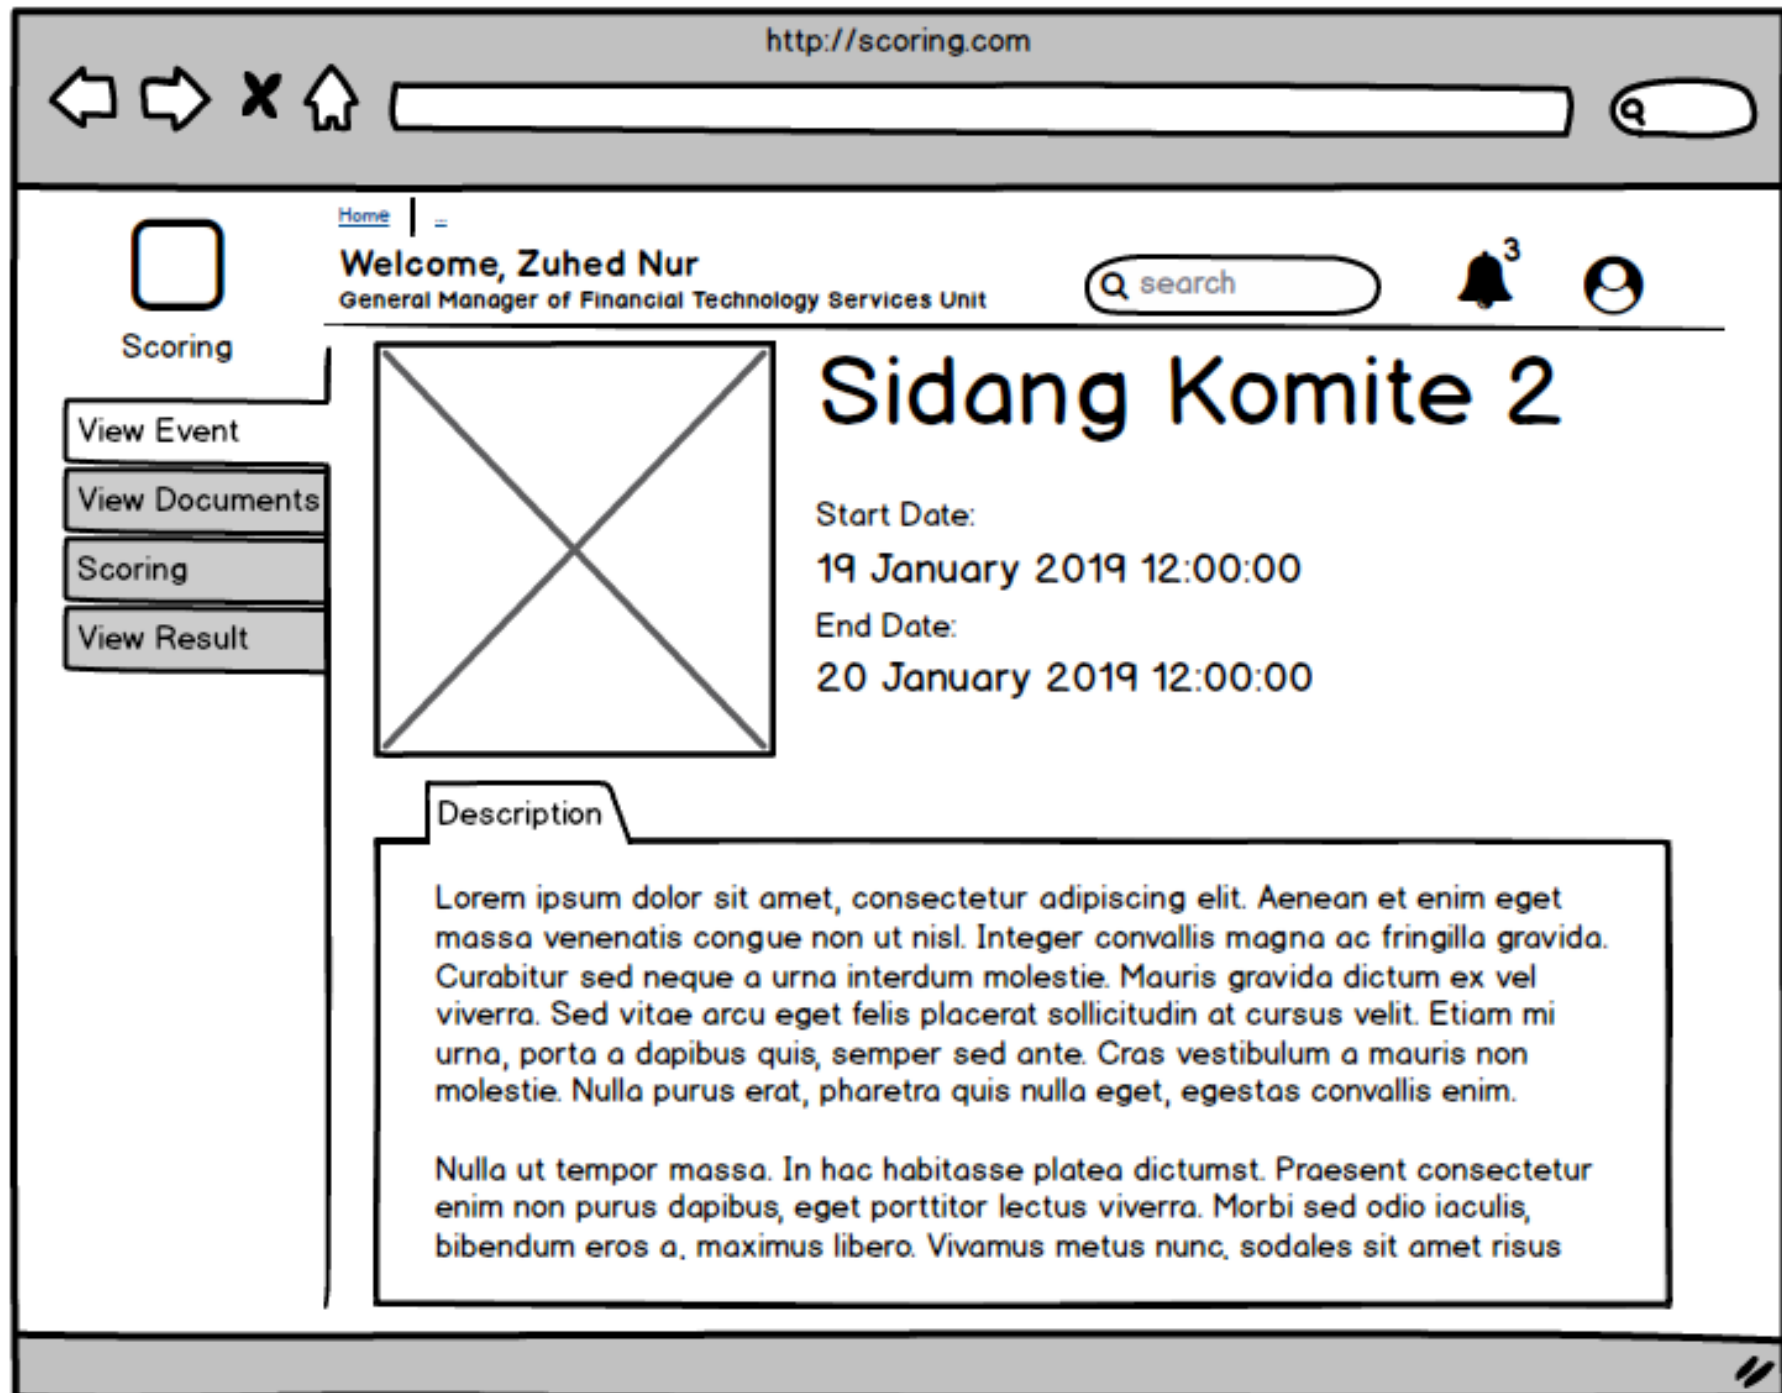 http://scoring.com
Home
...
Welcome, Zuhed Nur
General Manager of Financial Technology Services Unit
search
3
Scoring
View Event
View Documents
Scoring
View Result
Sidang Komite 2
Start Date:
19 January 2019 12:00:00
End Date:
20 January 2019 12:00:00
Description
Lorem ipsum dolor sit amet, consectetur adipiscing elit. Aenean et enim eget
massa venenatis congue non ut nisl. Integer convallis magna ac fringilla gravida.
Curabitur sed neque a urna interdum molestie. Mauris gravida dictum ex vel
viverra. Sed vitae arcu eget felis placerat sollicitudin at cursus velit. Etiam mi
urna, porta a dapibus quis, semper sed ante. Cras vestibulum a mauris non
molestie. Nulla purus erat, pharetra quis nulla eget, egestas convallis enim.
Nulla ut tempor massa. In hac habitasse platea dictumst. Praesent consectetur
enim non purus dapibus, eget porttitor lectus viverra. Morbi sed odio iaculis,
bibendum eros a, maximus libero. Vivamus metus nunc, sodales sit amet risus